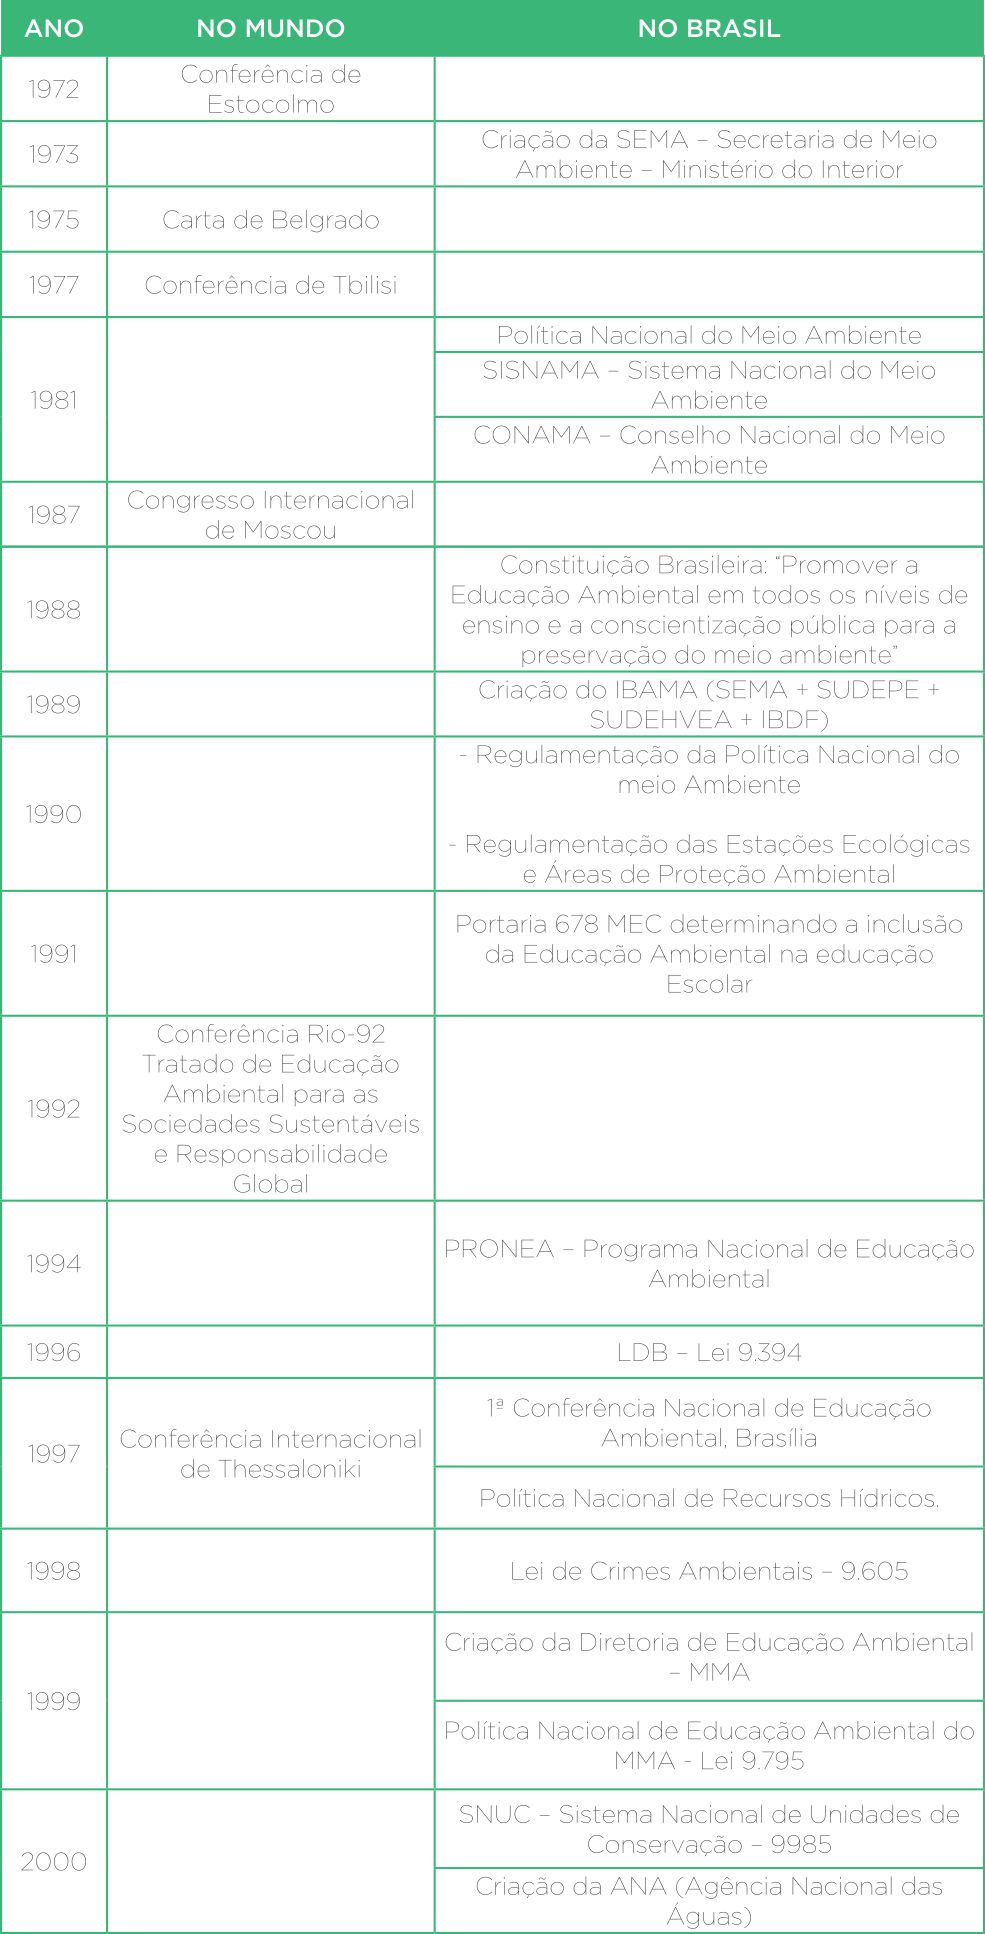 ANO NO MUNDO NO BRASIL
1972
Conferência de
Estocolmo
1973
Criação da SEMA – Secretaria de Meio
Ambiente – Ministério do Interior
1975
Carta de Belgrado
1977
Conferência de Tbilisi
1981
Política Nacional do Meio Ambiente
SISNAMA – Sistema Nacional do Meio
Ambiente
CONAMA – Conselho Nacional do Meio
Ambiente
1987
Congresso Internacional
de Moscou
1988
Constituição Brasileira: “Promover a
Educação Ambiental em todos os níveis de
ensino e a conscientização pública para a
preservação do meio ambiente”
1989
Criação do IBAMA (SEMA + SUDEPE +
SUDEHVEA + IBDF)
1990
- Regulamentação da Política Nacional do
meio Ambiente
- Regulamentação das Estações Ecológicas
e Áreas de Proteção Ambiental
1991
Portaria 678 MEC determinando a inclusão
da Educação Ambiental na educação
Escolar
1992
Conferência Rio-92
Tratado de Educação
Ambiental para as
Sociedades Sustentáveis
e Responsabilidade
Global
1994
PRONEA – Programa Nacional de Educação
Ambiental
1996
LDB – Lei 9.394
1997
Conferência Internacional
de Thessaloniki
1ª Conferência Nacional de Educação
Ambiental, Brasília
Política Nacional de Recursos Hídricos.
1998
Lei de Crimes Ambientais – 9.605
1999
Criação da Diretoria de Educação Ambiental
– MMA
Política Nacional de Educação Ambiental do
MMA - Lei 9.795
2000
SNUC – Sistema Nacional de Unidades de
Conservação – 9985
Criação da ANA (Agência Nacional das
Águas)